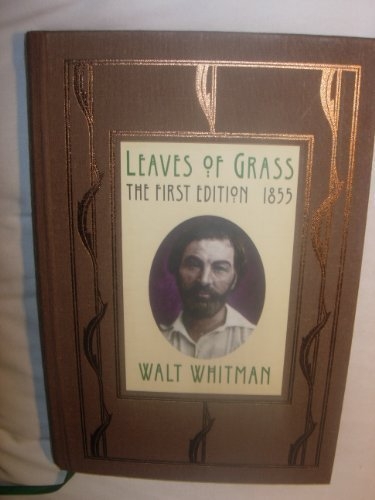 LEAVES OF GRASS
THE FIRST EDITION 1855
WALT WHITMAN